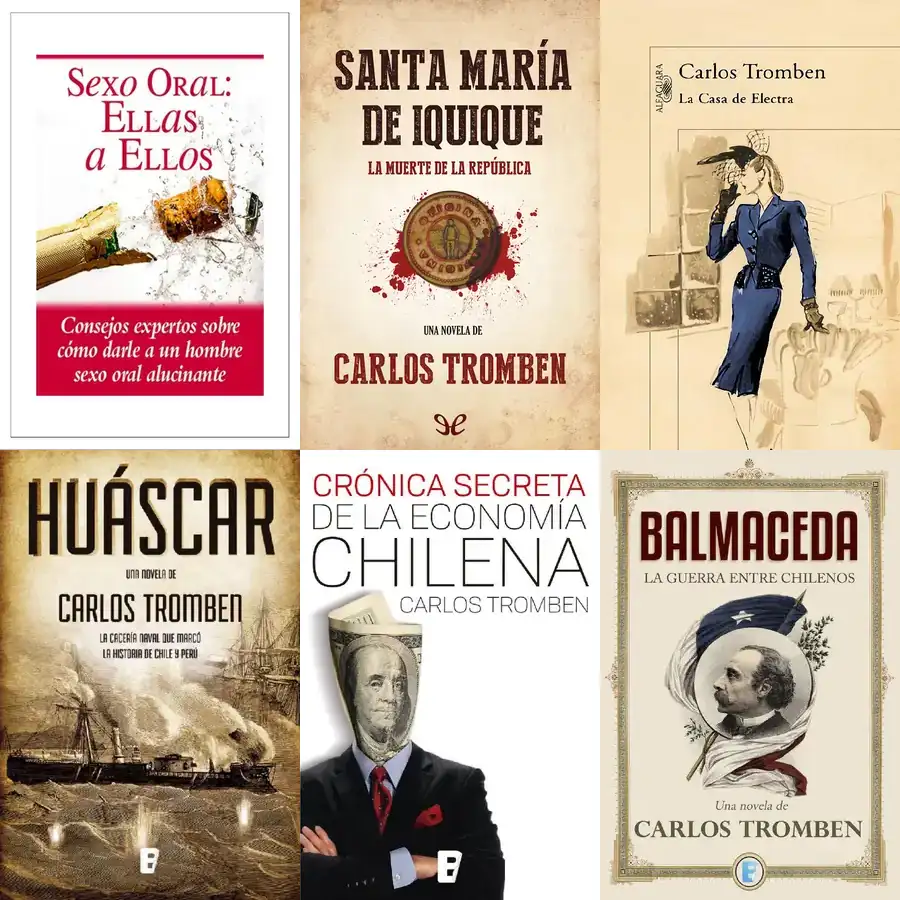 SEXO ORAL:
ELLAS
A ELLOS
Consejos expertos sobre
cómo darle a un hombre
sexo oral alucinante
SANTA MARÍA
DE IQUIQUE
LA MUERTE DE LA REPÚBLICA
UNA NOVELA DE
CARLOS TROMBEN
ALFAGUARA
Carlos Tromben
La Casa de Electra
HUÁSCAR
UNA NOVELA DE
CARLOS TROMBEN
LA CACERÍA NAVAL QUE MARCÓ
LA HISTORIA DE CHILE Y PERÚ
B
CRÓNICA SECRETA
DE LA ECONOMÍA
CHILENA
CARLOS TROMBEN
B
BALMACEDA
LA GUERRA ENTRE CHILENOS
Una novela de
CARLOS TROMBEN
B